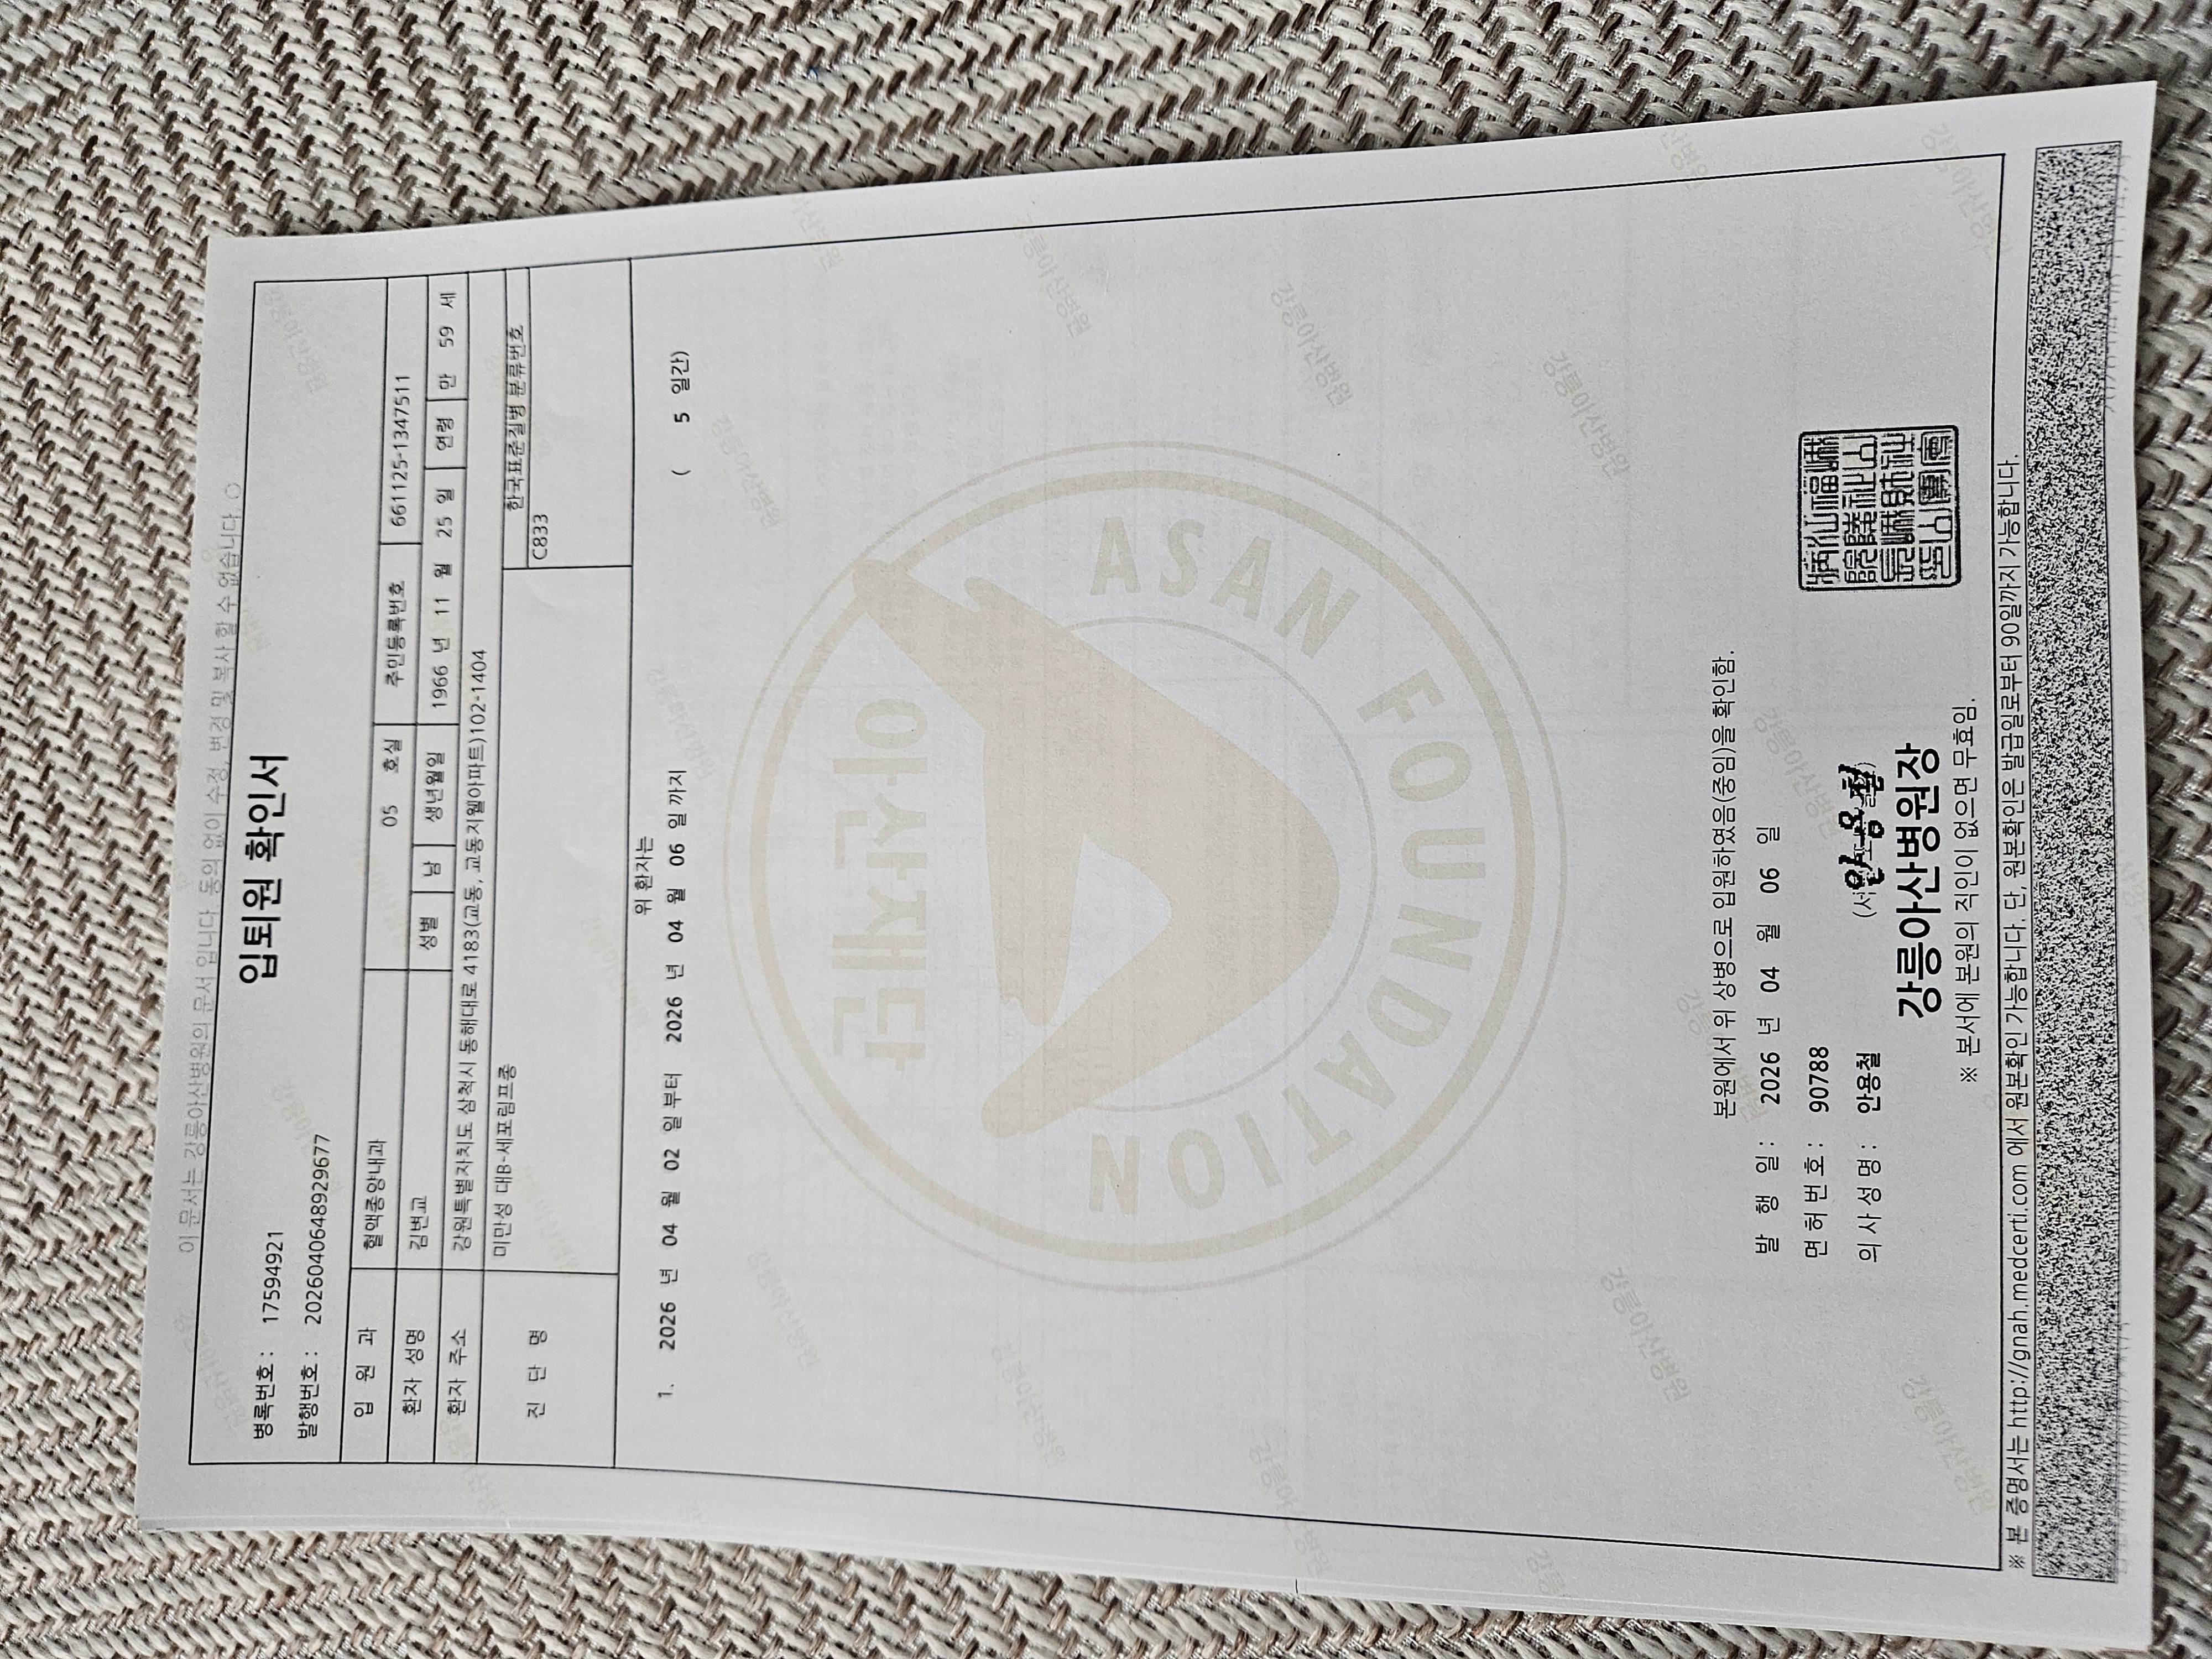 이 문서는 강릉아산병원의 문서 입니다. 동의 없이 수정, 변경 및 복사 할 수 없습니다.
입퇴원 확인서
병록번호 : 17594921
발행번호 : 2026040648929677
입 원 과 혈액종양내과 05 호실 주민등록번호 661125-1347511
환자 성명 김변교 성별 남 생년월일 1966 년 11 월 25 일 연령 만 59 세
환자 주소 강원특별자치도 삼척시 동해대로 4183(교동, 교동지웰아파트)102-1404
진 단 명 미만성 대B-세포림프종 한국표준질병 분류번호
C833
위 환자는
1. 2026 년 04 월 02 일 부터 2026 년 04 월 06 일 까지 ( 5 일간)
아산재단
ASAN FOUNDATION
본원에서 위 상병으로 입원하였음(중임)을 확인함.
발 행 일 : 2026 년 04 월 06 일
면허번호 : 90788
의사성명 : 안용철
강릉아산병원장
※ 본서에 본원의 직인이 없으면 무효임.
※ 본 증명서는 http://gnah.medcerti.com 에서 원본확인 가능합니다. 단, 원본확인은 발급일로부터 90일까지 가능합니다.